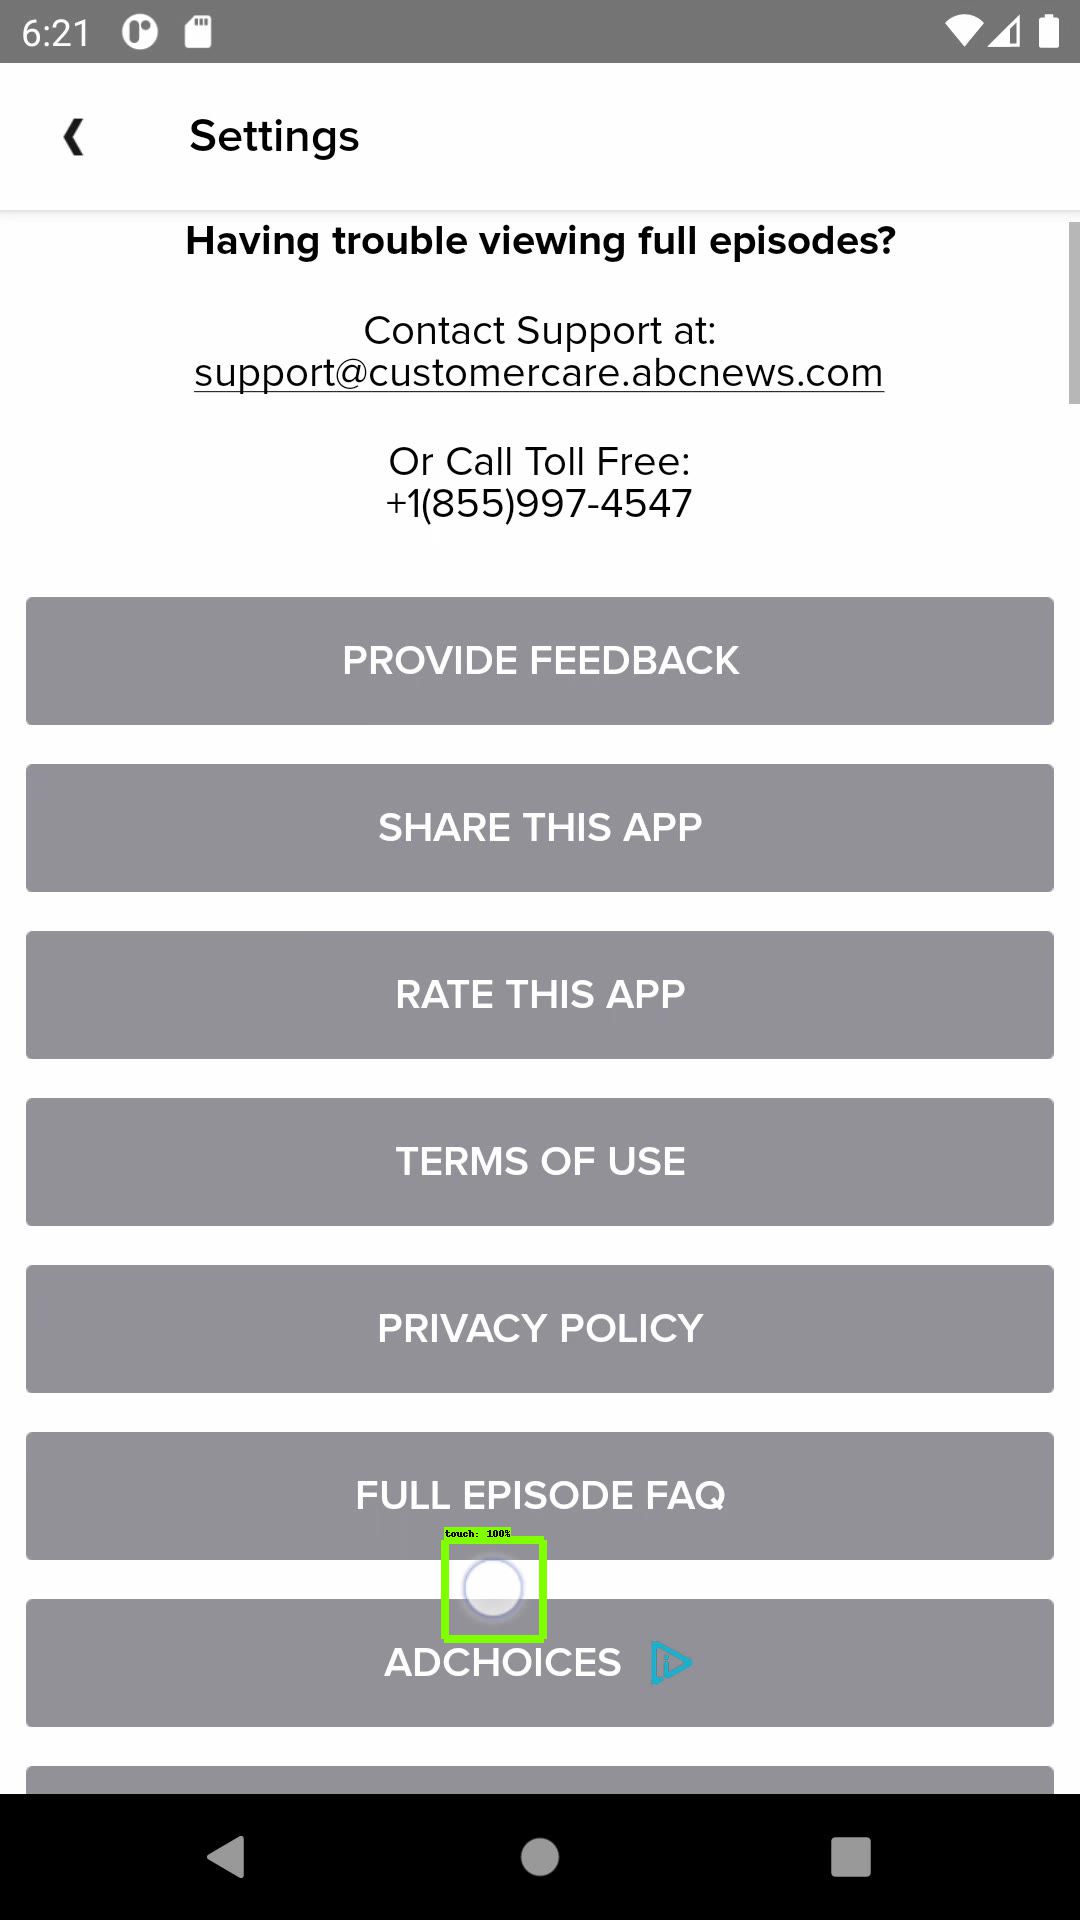 6:21
Settings
Having trouble viewing full episodes?
Contact Support at:
support@customercare.abcnews.com
Or Call Toll Free:
+1(855)997-4547
PROVIDE FEEDBACK
SHARE THIS APP
RATE THIS APP
TERMS OF USE
PRIVACY POLICY
FULL EPISODE FAQ
touch: 100%
ADCHOICES